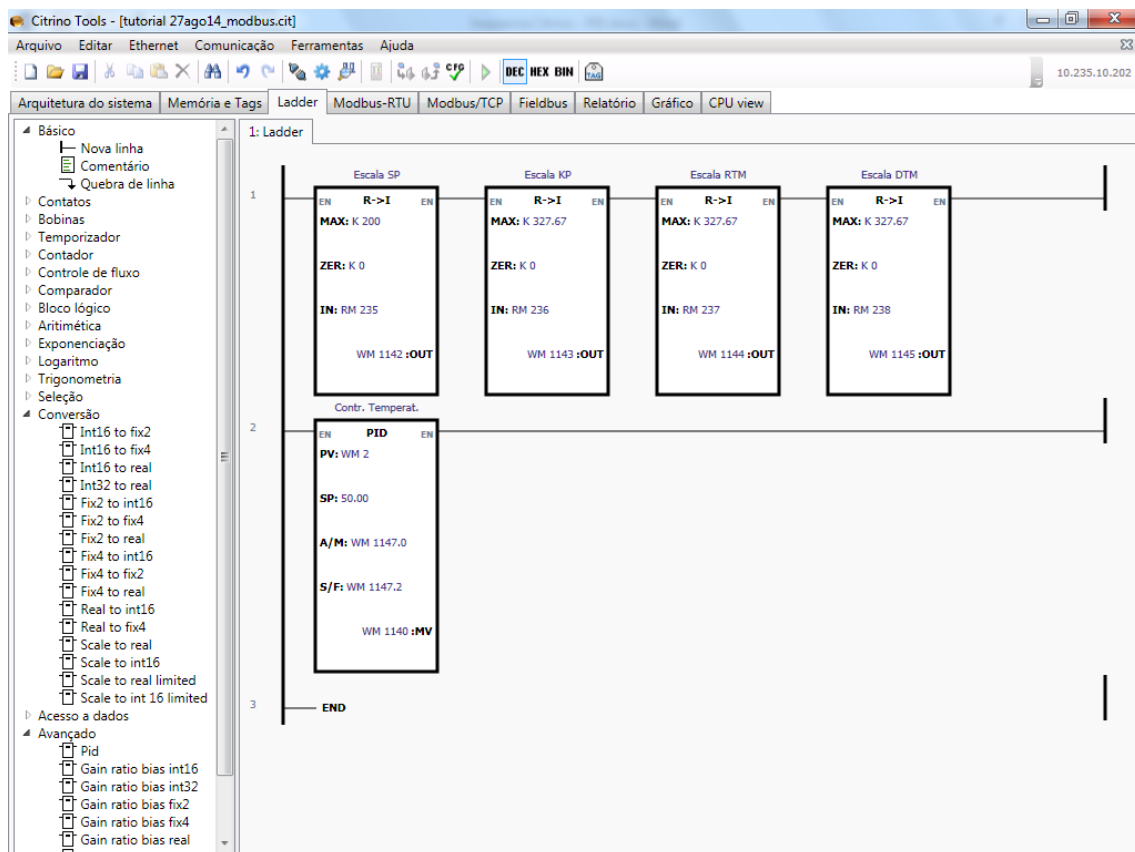 Citrino Tools - [tutorial 27ago14_modbus.cit]
Arquivo Editar Ethernet Comunicação Ferramentas Ajuda
CFG DEC HEX BIN TAG 10.235.10.202
Arquitetura do sistema Memória e Tags Ladder Modbus-RTU Modbus/TCP Fieldbus Relatório Gráfico CPU view
Básico
Nova linha
Comentário
Quebra de linha
Contatos
Bobinas
Temporizador
Contador
Controle de fluxo
Comparador
Bloco lógico
Aritimética
Exponenciação
Logaritmo
Trigonometria
Seleção
Conversão
Int16 to fix2
Int16 to fix4
Int16 to real
Int32 to real
Fix2 to int16
Fix2 to fix4
Fix2 to real
Fix4 to int16
Fix4 to fix2
Fix4 to real
Real to int16
Real to fix4
Scale to real
Scale to int16
Scale to real limited
Scale to int 16 limited
Acesso a dados
Avançado
Pid
Gain ratio bias int16
Gain ratio bias int32
Gain ratio bias fix2
Gain ratio bias fix4
Gain ratio bias real
1: Ladder
Escala SP Escala KP Escala RTM Escala DTM
1
EN R->I EN EN R->I EN EN R->I EN EN R->I EN
MAX: K 200 MAX: K 327.67 MAX: K 327.67 MAX: K 327.67
ZER: K 0 ZER: K 0 ZER: K 0 ZER: K 0
IN: RM 235 IN: RM 236 IN: RM 237 IN: RM 238
WM 1142 :OUT WM 1143 :OUT WM 1144 :OUT WM 1145 :OUT
Contr. Temperat.
2
EN PID EN
PV: WM 2
SP: 50.00
A/M: WM 1147.0
S/F: WM 1147.2
WM 1140 :MV
3 END